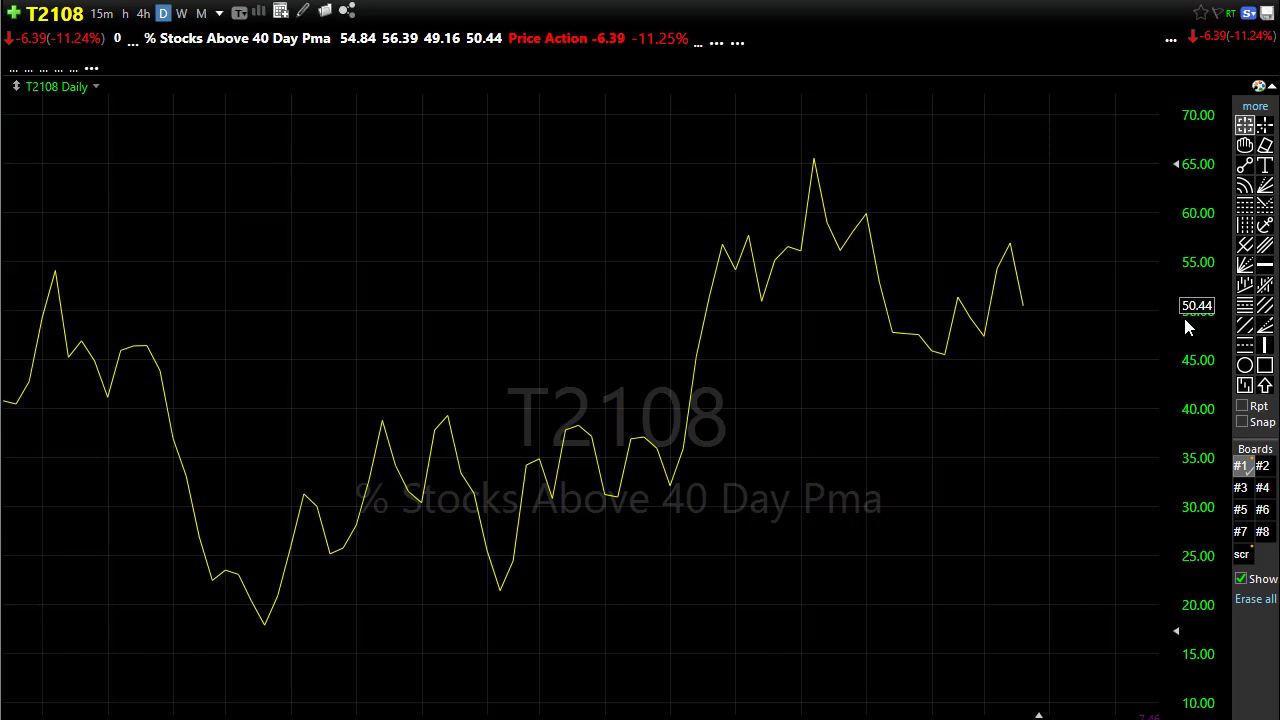 T2108 15m h 4h D W M T RT S
-6.39(-11.24%) 0 ... % Stocks Above 40 Day Pma 54.84 56.39 49.16 50.44 Price Action -6.39 -11.25% ... ... ... ... -6.39(-11.24%)
... ... ... ... ... ...
T2108 Daily
more
70.00
65.00
60.00
55.00
50.44
45.00
40.00
35.00
30.00
25.00
20.00
15.00
10.00
T2108
% Stocks Above 40 Day Pma
T
Rpt
Snap
Boards
#1 #2
#3 #4
#5 #6
#7 #8
scr
Show
Erase all